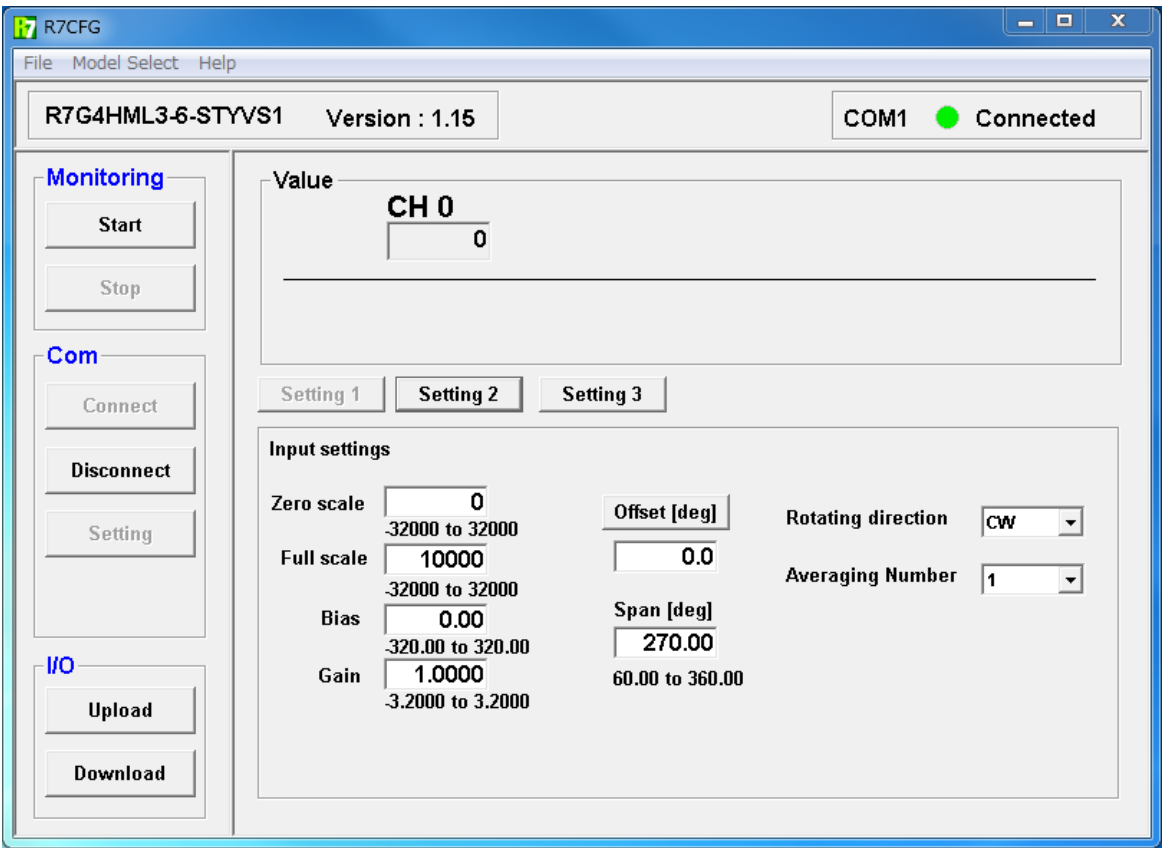 R7 R7CFG
File Model Select Help
R7G4HML3-6-STYVS1 Version : 1.15 COM1 Connected
Monitoring
Start
Stop
Com
Connect
Disconnect
Setting
I/O
Upload
Download
Value
CH 0
0
Setting 1 Setting 2 Setting 3
Input settings
Zero scale 0
-32000 to 32000
Full scale 10000
-32000 to 32000
Bias 0.00
-320.00 to 320.00
Gain 1.0000
-3.2000 to 3.2000
Offset [deg]
0.0
Span [deg]
270.00
60.00 to 360.00
Rotating direction CW
Averaging Number 1